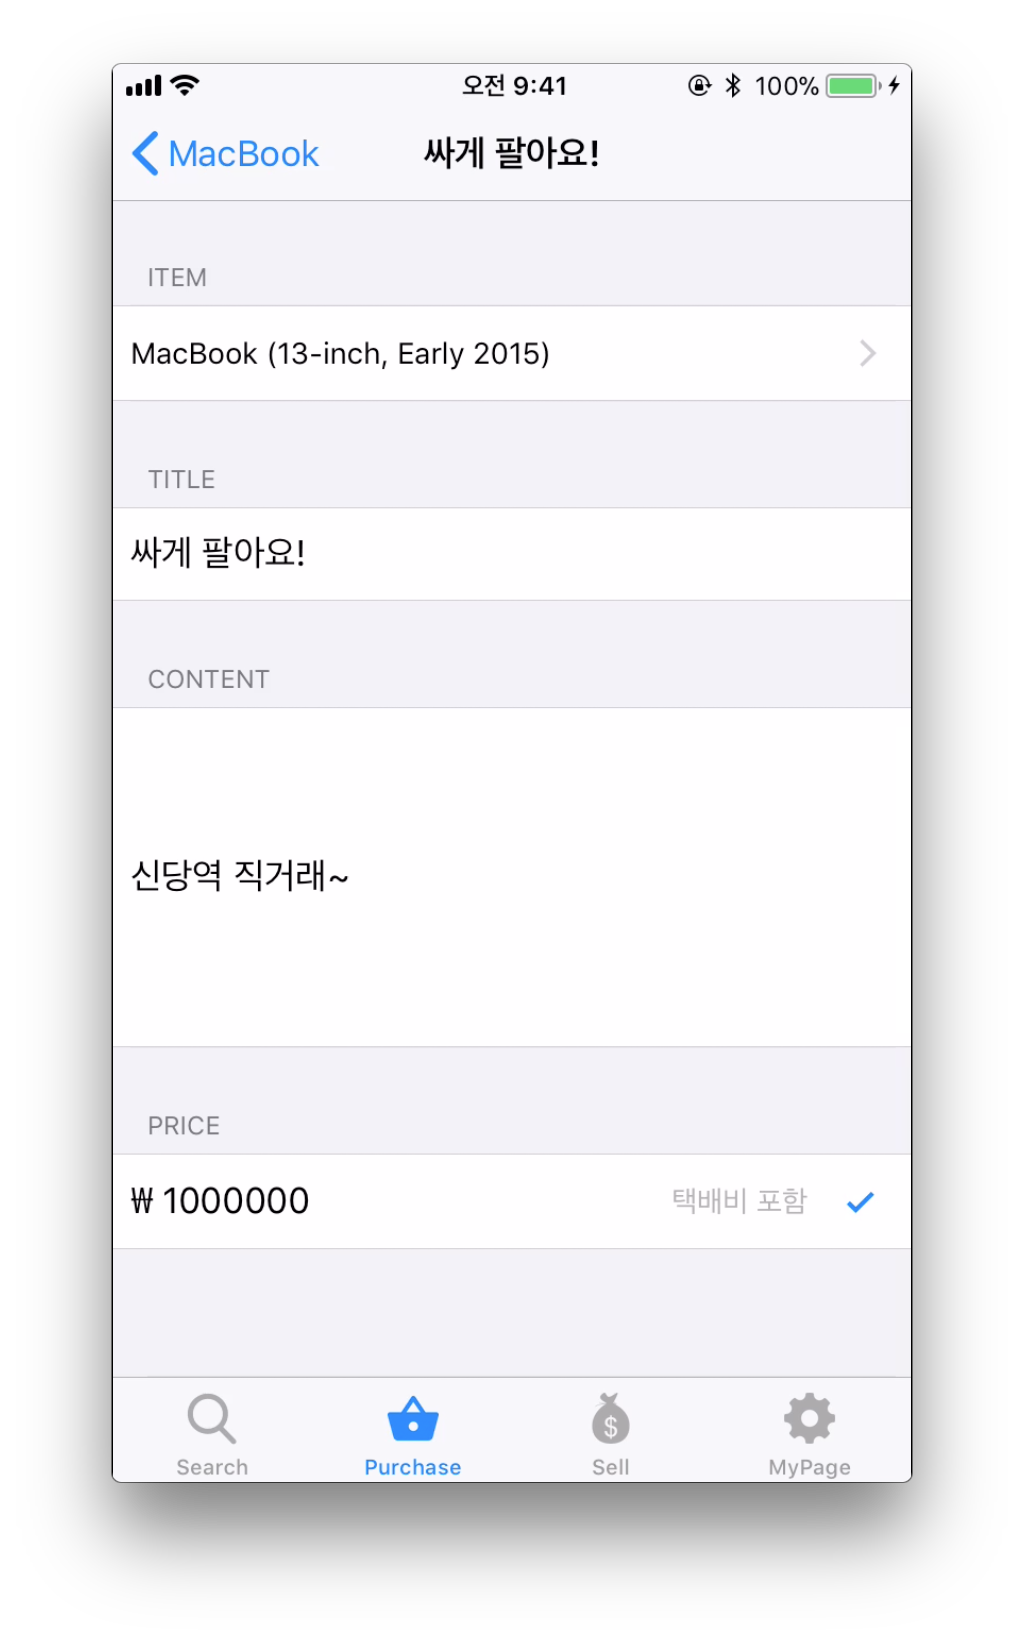 오전 9:41
100%
MacBook
싸게 팔아요!
ITEM
MacBook (13-inch, Early 2015)
TITLE
싸게 팔아요!
CONTENT
신당역 직거래~
PRICE
₩ 1000000
택배비 포함
$
Search
Purchase
Sell
MyPage